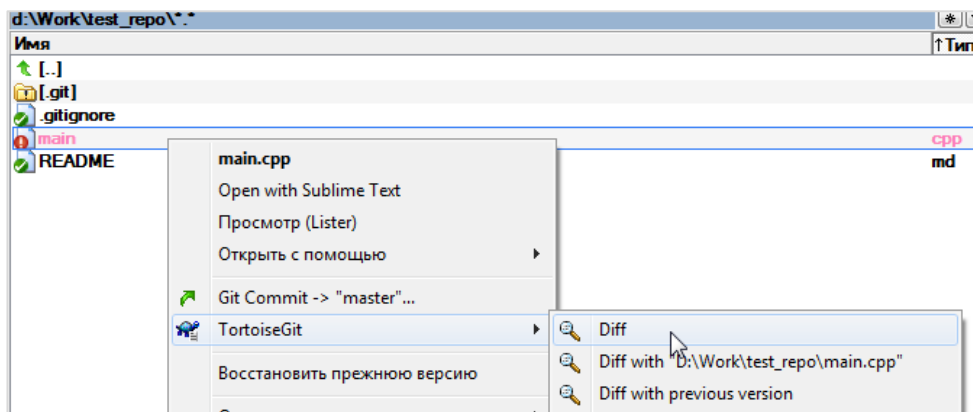 d:\Work\test_repo\*.*
Имя ↑Тип
[..]
[.git]
.gitignore
main cpp
README md
main.cpp
Open with Sublime Text
Просмотр (Lister)
Открыть с помощью
Git Commit -> "master"...
TortoiseGit
Восстановить прежнюю версию
Diff
Diff with "D:\Work\test_repo\main.cpp"
Diff with previous version